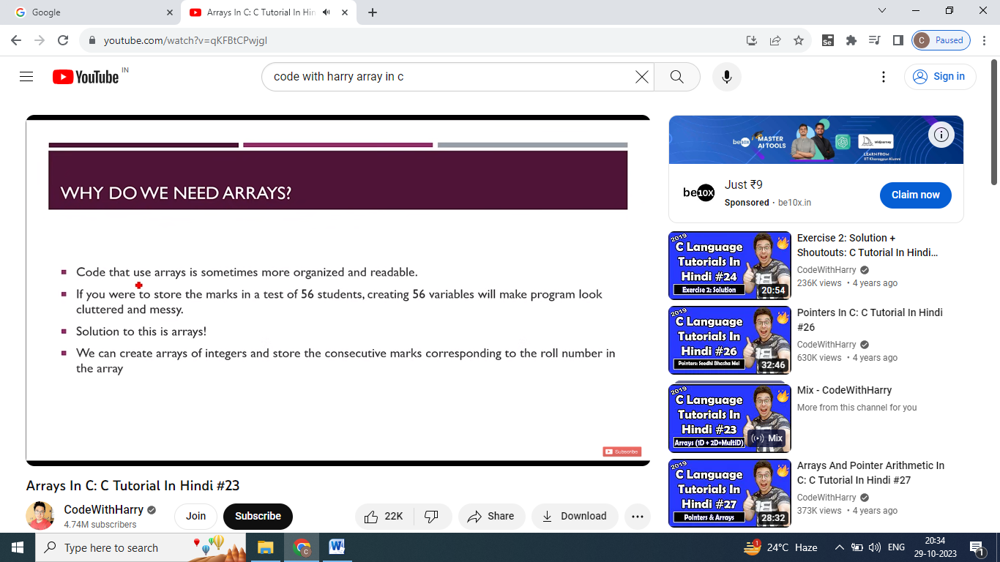 Google
Arrays In C: C Tutorial In Hin
youtube.com/watch?v=qKFBtCPwjgI
Se
C Paused
YouTube IN
code with harry array in c
Sign in
WHY DO WE NEED ARRAYS?
Code that use arrays is sometimes more organized and readable.
If you were to store the marks in a test of 56 students, creating 56 variables will make program look
cluttered and messy.
Solution to this is arrays!
We can create arrays of integers and store the consecutive marks corresponding to the roll number in
the array
Subscribe
Arrays In C: C Tutorial In Hindi #23
CodeWithHarry
4.74M subscribers
Join
Subscribe
22K
Share
Download
be10x
MASTER
AI TOOLS
Midjourney
LEARN FROM
IIT Kharagpur Alumni
be10x
Just ₹9
Sponsored · be10x.in
Claim now
2019
C Language
Tutorials In
Hindi #24
Exercise 2: Solution
20:54
Exercise 2: Solution +
Shoutouts: C Tutorial In Hindi...
CodeWithHarry
236K views • 4 years ago
2019
C Language
Tutorials In
Hindi #26
Pointers: Seedhi Bhasha Mei
32:46
Pointers In C: C Tutorial In Hindi
#26
CodeWithHarry
630K views • 4 years ago
2019
C Language
Tutorials In
Hindi #23
Arrays (1D + 2D+MultiD)
Mix
Mix - CodeWithHarry
More from this channel for you
2019
C Language
Tutorials In
Hindi #27
Pointers & Arrays
28:32
Arrays And Pointer Arithmetic In
C: C Tutorial In Hindi #27
CodeWithHarry
373K views • 4 years ago
Type here to search
C
W
1
24°C Haze
ENG
20:34
29-10-2023
1